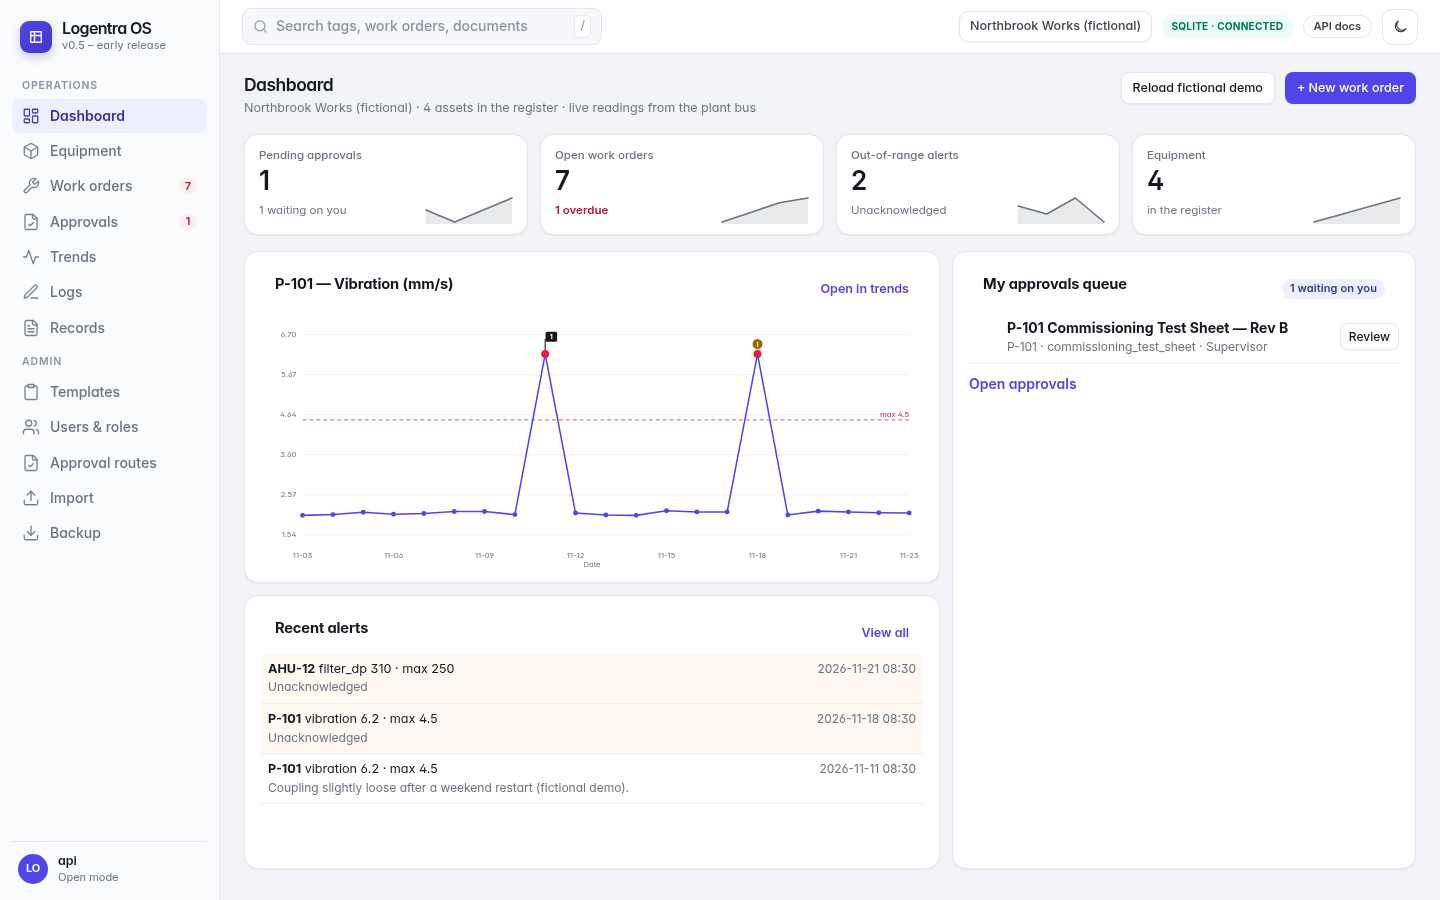 Logentra OS
v0.5 – early release
OPERATIONS
Dashboard
Equipment
Work orders 7
Approvals 1
Trends
Logs
Records
ADMIN
Templates
Users & roles
Approval routes
Import
Backup
LO
api
Open mode
Search tags, work orders, documents /
Northbrook Works (fictional)
SQLITE · CONNECTED
API docs
Dashboard
Northbrook Works (fictional) · 4 assets in the register · live readings from the plant bus
Reload fictional demo
+ New work order
Pending approvals
1
1 waiting on you
Open work orders
7
1 overdue
Out-of-range alerts
2
Unacknowledged
Equipment
4
in the register
P-101 — Vibration (mm/s)
Open in trends
6.70
5.67
4.64
3.60
2.57
1.54
1
!
max 4.5
11-03 11-06 11-09 11-12 11-15 11-18 11-21 11-23
Date
Recent alerts
View all
AHU-12 filter_dp 310 · max 250 2026-11-21 08:30
Unacknowledged
P-101 vibration 6.2 · max 4.5 2026-11-18 08:30
Unacknowledged
P-101 vibration 6.2 · max 4.5 2026-11-11 08:30
Coupling slightly loose after a weekend restart (fictional demo).
My approvals queue
1 waiting on you
P-101 Commissioning Test Sheet — Rev B
P-101 · commissioning_test_sheet · Supervisor
Review
Open approvals